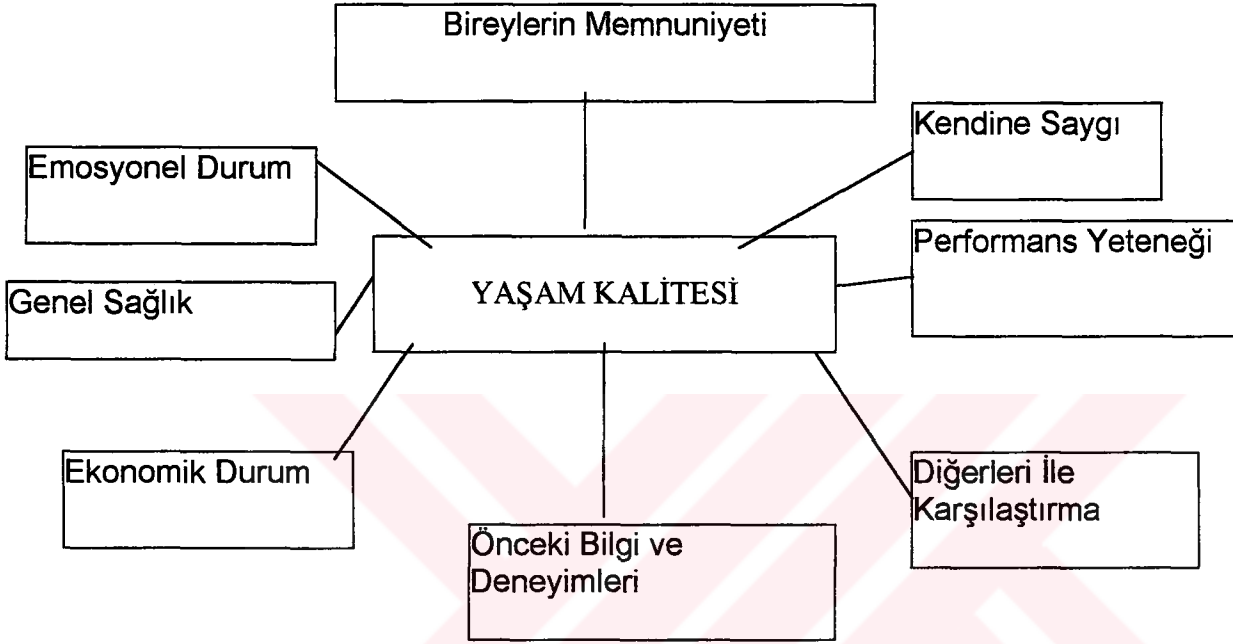 Bireylerin Memnuniyeti
Kendine Saygı
Emosyonel Durum
Performans Yeteneği
YAŞAM KALİTESİ
Genel Sağlık
Ekonomik Durum
Diğerleri İle
Karşılaştırma
Önceki Bilgi ve
Deneyimleri